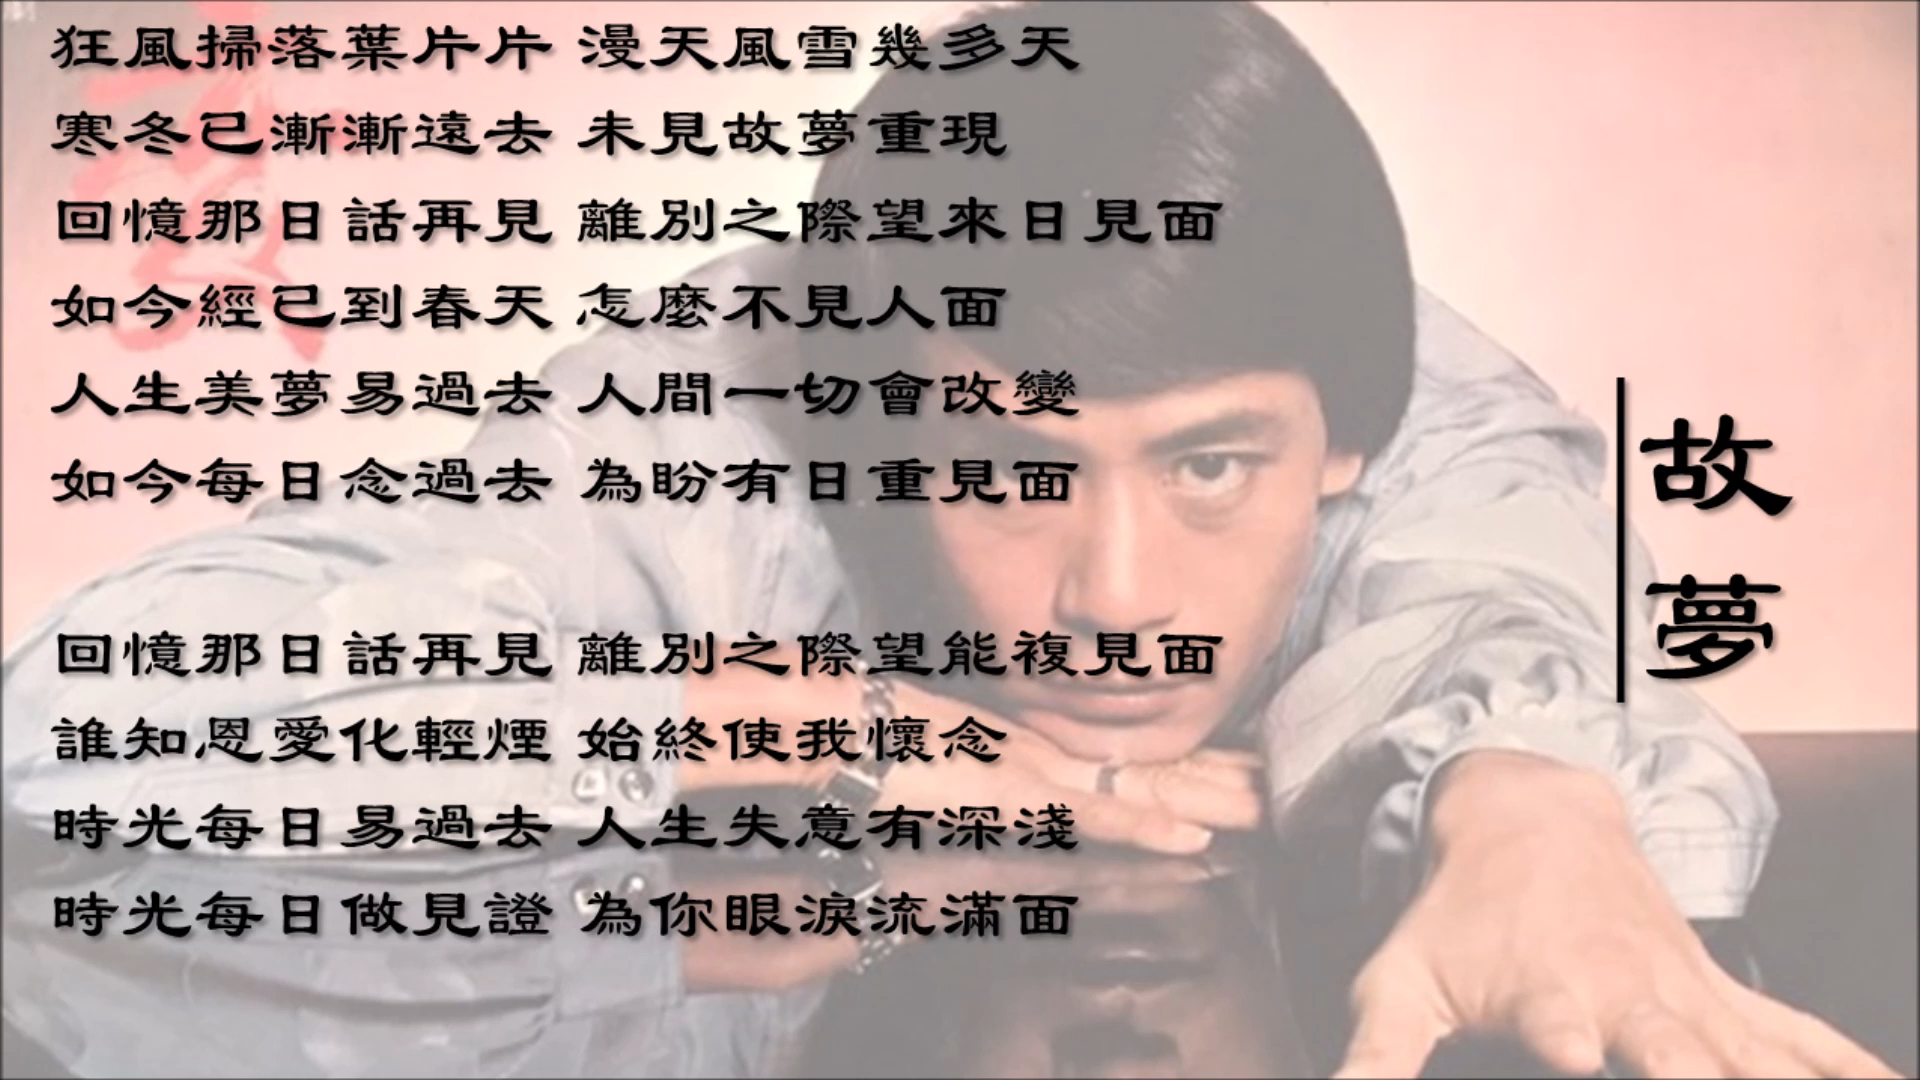 狂風掃落葉片片 漫天風雪幾多天
寒冬已漸漸遠去 未見故夢重現
回憶那日話再見 離別之際望來日見面
如今經已到春天 怎麼不見人面
人生美夢易過去 人間一切會改變
如今每日念過去 為盼有日重見面
回憶那日話再見 離別之際望能複見面
誰知恩愛化輕煙 始終使我懷念
時光每日易過去 人生失意有深淺
時光每日做見證 為你眼淚流滿面
故夢